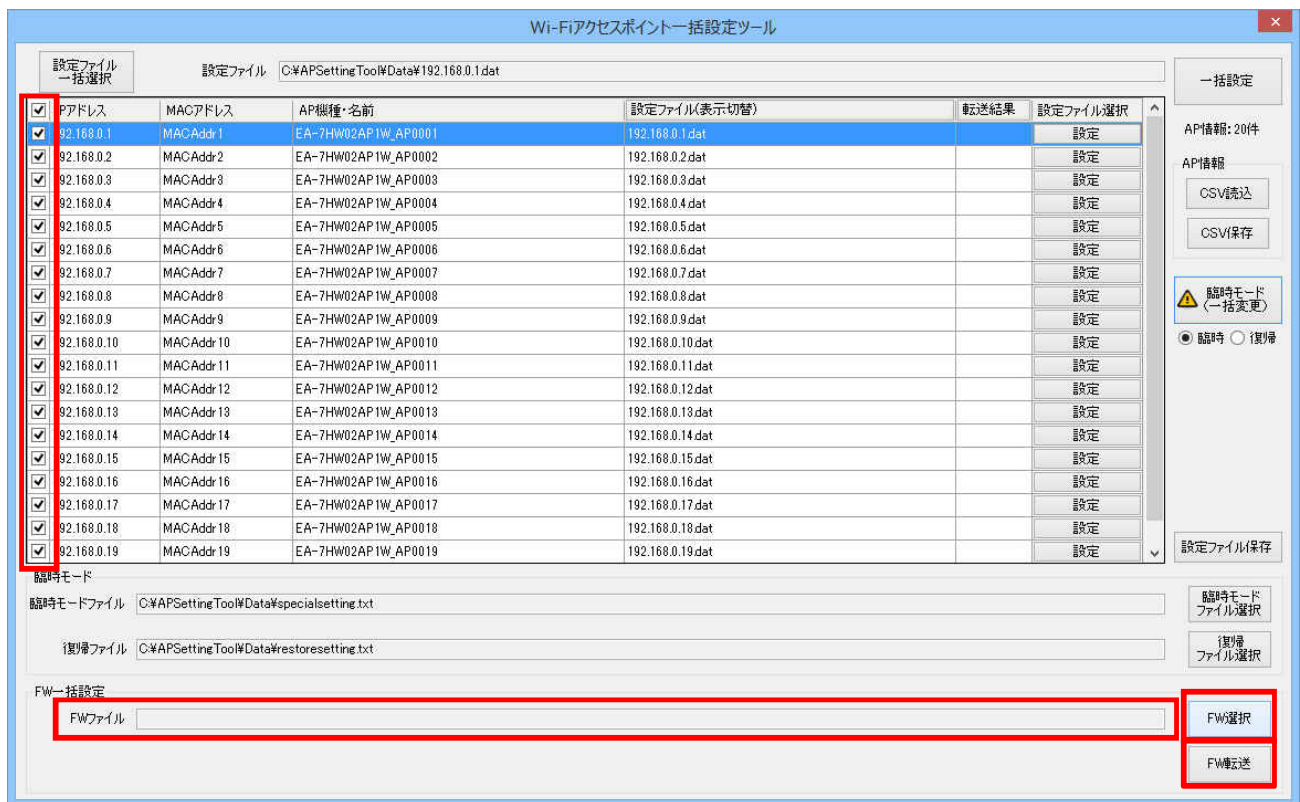 Wi-Fiアクセスポイント一括設定ツール
設定ファイル
一括選択
設定ファイル C:¥APSettingTool¥Data¥192.168.0.1.dat
一括設定
Pアドレス MACアドレス AP機種・名前 設定ファイル(表示切替) 転送結果 設定ファイル選択
92.168.0.1 MACAddr1 EA-7HW02AP1W_AP0001 192.168.0.1.dat 設定
92.168.0.2 MACAddr2 EA-7HW02AP1W_AP0002 192.168.0.2.dat 設定
92.168.0.3 MACAddr3 EA-7HW02AP1W_AP0003 192.168.0.3.dat 設定
92.168.0.4 MACAddr4 EA-7HW02AP1W_AP0004 192.168.0.4.dat 設定
92.168.0.5 MACAddr5 EA-7HW02AP1W_AP0005 192.168.0.5.dat 設定
92.168.0.6 MACAddr6 EA-7HW02AP1W_AP0006 192.168.0.6.dat 設定
92.168.0.7 MACAddr7 EA-7HW02AP1W_AP0007 192.168.0.7.dat 設定
92.168.0.8 MACAddr8 EA-7HW02AP1W_AP0008 192.168.0.8.dat 設定
92.168.0.9 MACAddr9 EA-7HW02AP1W_AP0009 192.168.0.9.dat 設定
92.168.0.10 MACAddr10 EA-7HW02AP1W_AP0010 192.168.0.10.dat 設定
92.168.0.11 MACAddr11 EA-7HW02AP1W_AP0011 192.168.0.11.dat 設定
92.168.0.12 MACAddr12 EA-7HW02AP1W_AP0012 192.168.0.12.dat 設定
92.168.0.13 MACAddr13 EA-7HW02AP1W_AP0013 192.168.0.13.dat 設定
92.168.0.14 MACAddr14 EA-7HW02AP1W_AP0014 192.168.0.14.dat 設定
92.168.0.15 MACAddr15 EA-7HW02AP1W_AP0015 192.168.0.15.dat 設定
92.168.0.16 MACAddr16 EA-7HW02AP1W_AP0016 192.168.0.16.dat 設定
92.168.0.17 MACAddr17 EA-7HW02AP1W_AP0017 192.168.0.17.dat 設定
92.168.0.18 MACAddr18 EA-7HW02AP1W_AP0018 192.168.0.18.dat 設定
92.168.0.19 MACAddr19 EA-7HW02AP1W_AP0019 192.168.0.19.dat 設定
AP情報: 20件
AP情報
CSV読込
CSV保存
臨時モード
(一括変更)
臨時 復帰
設定ファイル保存
臨時モード
臨時モードファイル C:¥APSettingTool¥Data¥specialsetting.txt
臨時モード
ファイル選択
復帰ファイル C:¥APSettingTool¥Data¥restoresetting.txt
復帰
ファイル選択
FW一括設定
FWファイル
FW選択
FW転送